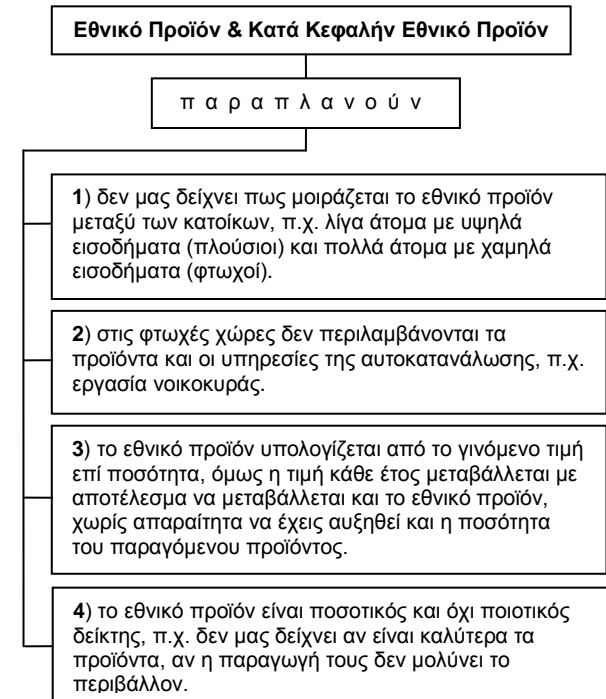 Εθνικό Προϊόν & Κατά Κεφαλήν Εθνικό Προϊόν
παραπλανούν
1) δεν μας δείχνει πως μοιράζεται το εθνικό προϊόν
μεταξύ των κατοίκων, π.χ. λίγα άτομα με υψηλά
εισοδήματα (πλούσιοι) και πολλά άτομα με χαμηλά
εισοδήματα (φτωχοί).
2) στις φτωχές χώρες δεν περιλαμβάνονται τα
προϊόντα και οι υπηρεσίες της αυτοκατανάλωσης, π.χ.
εργασία νοικοκυράς.
3) το εθνικό προϊόν υπολογίζεται από το γινόμενο τιμή
επί ποσότητα, όμως η τιμή κάθε έτος μεταβάλλεται με
αποτέλεσμα να μεταβάλλεται και το εθνικό προϊόν,
χωρίς απαραίτητα να έχεις αυξηθεί και η ποσότητα
του παραγόμενου προϊόντος.
4) το εθνικό προϊόν είναι ποσοτικός και όχι ποιοτικός
δείκτης, π.χ. δεν μας δείχνει αν είναι καλύτερα τα
προϊόντα, αν η παραγωγή τους δεν μολύνει το
περιβάλλον.